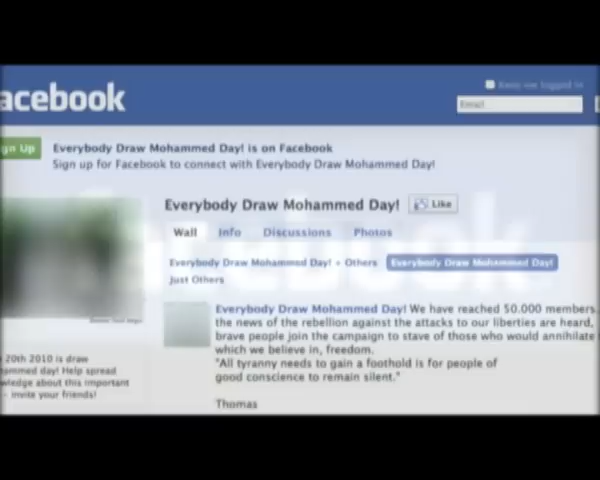 acebook
Keep me logged in
Email
gn Up
Everybody Draw Mohammed Day! is on Facebook
Sign up for Facebook to connect with Everybody Draw Mohammed Day!
Everybody Draw Mohammed Day!
Like
Wall Info Discussions Photos
Everybody Draw Mohammed Day! + Others Everybody Draw Mohammed Day!
Just Others
Everybody Draw Mohammed Day! We have reached 50.000 members.
the news of the rebellion against the attacks to our liberties are heard,
brave people join the campaign to stave of those who would annihilate
which we believe in, freedom.
"All tyranny needs to gain a foothold is for people of
good conscience to remain silent."
Thomas
20th 2010 is draw
ammed day! Help spread
wledge about this important
- invite your friends!